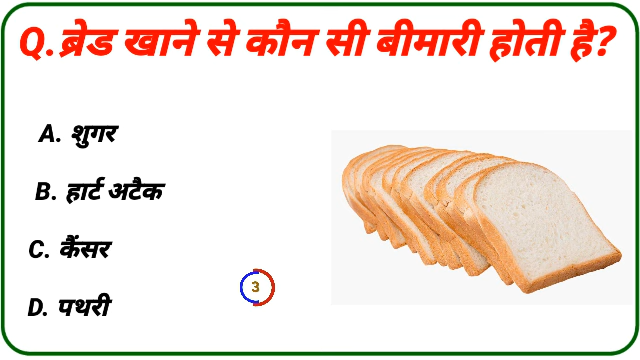 Q.ब्रेड खाने से कौन सी बीमारी होती है?
A. शुगर
B. हार्ट अटैक
C. कैंसर
D. पथरी
3